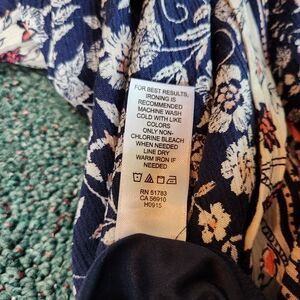 FOR BEST RESULTS,
IRONING IS
RECOMMENDED
MACHINE WASH
COLD WITH LIKE
COLORS
ONLY NON-
CHLORINE BLEACH
WHEN NEEDED
LINE DRY
WARM IRON IF
NEEDED
RN 51783
CA 56910
H0915